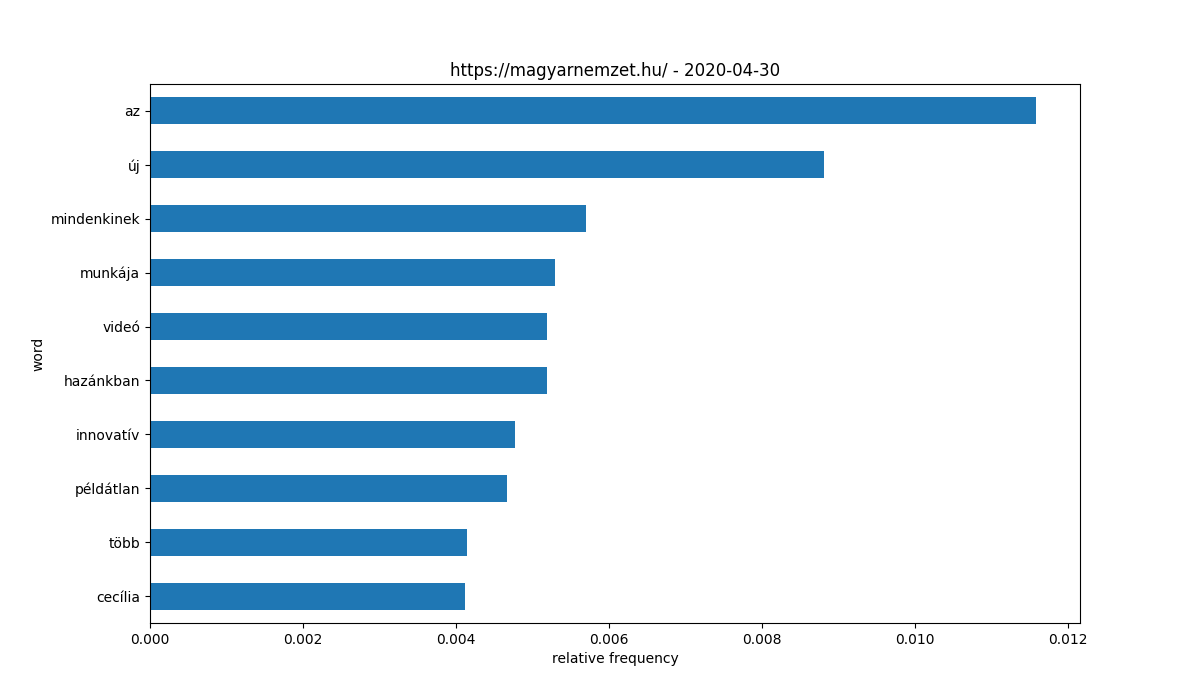 https://magyarnemzet.hu/ - 2020-04-30
az
új
mindenkinek
munkája
videó
hazánkban
innovatív
példátlan
több
cecília
word
0.000 0.002 0.004 0.006 0.008 0.010 0.012
relative frequency